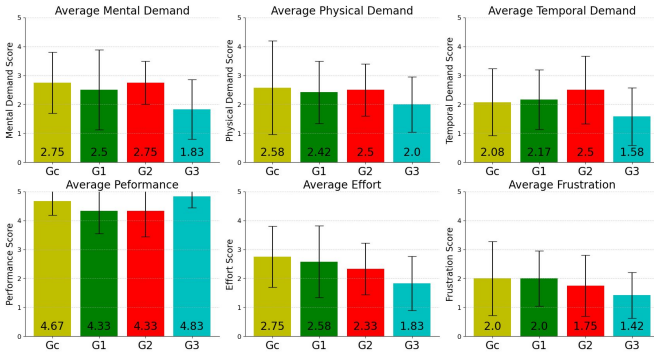 Average Mental Demand
Mental Demand Score
5
4
3
2
1
0
2.75
2.5
2.75
1.83
Gc
G1
G2
G3
Average Physical Demand
Physical Demand Score
5
4
3
2
1
0
2.58
2.42
2.5
2.0
Gc
G1
G2
G3
Average Temporal Demand
Temporal Demand Score
5
4
3
2
1
0
2.08
2.17
2.5
1.58
Gc
G1
G2
G3
Average Peformance
Performance Score
5
4
3
2
1
0
4.67
4.33
4.33
4.83
Gc
G1
G2
G3
Average Effort
Effort Score
5
4
3
2
1
0
2.75
2.58
2.33
1.83
Gc
G1
G2
G3
Average Frustration
Frustration Score
5
4
3
2
1
0
2.0
2.0
1.75
1.42
Gc
G1
G2
G3